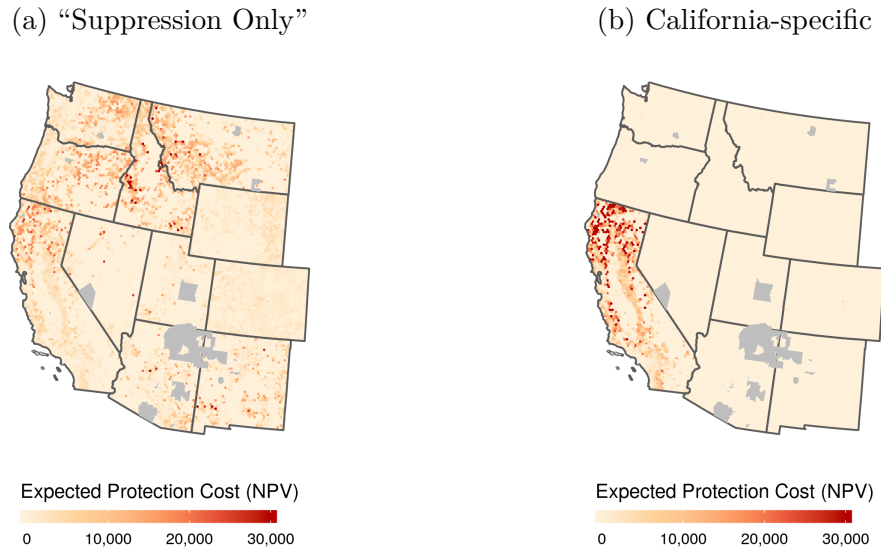 (a) “Suppression Only”
(b) California-specific
Expected Protection Cost (NPV)
0 10,000 20,000 30,000
Expected Protection Cost (NPV)
0 10,000 20,000 30,000